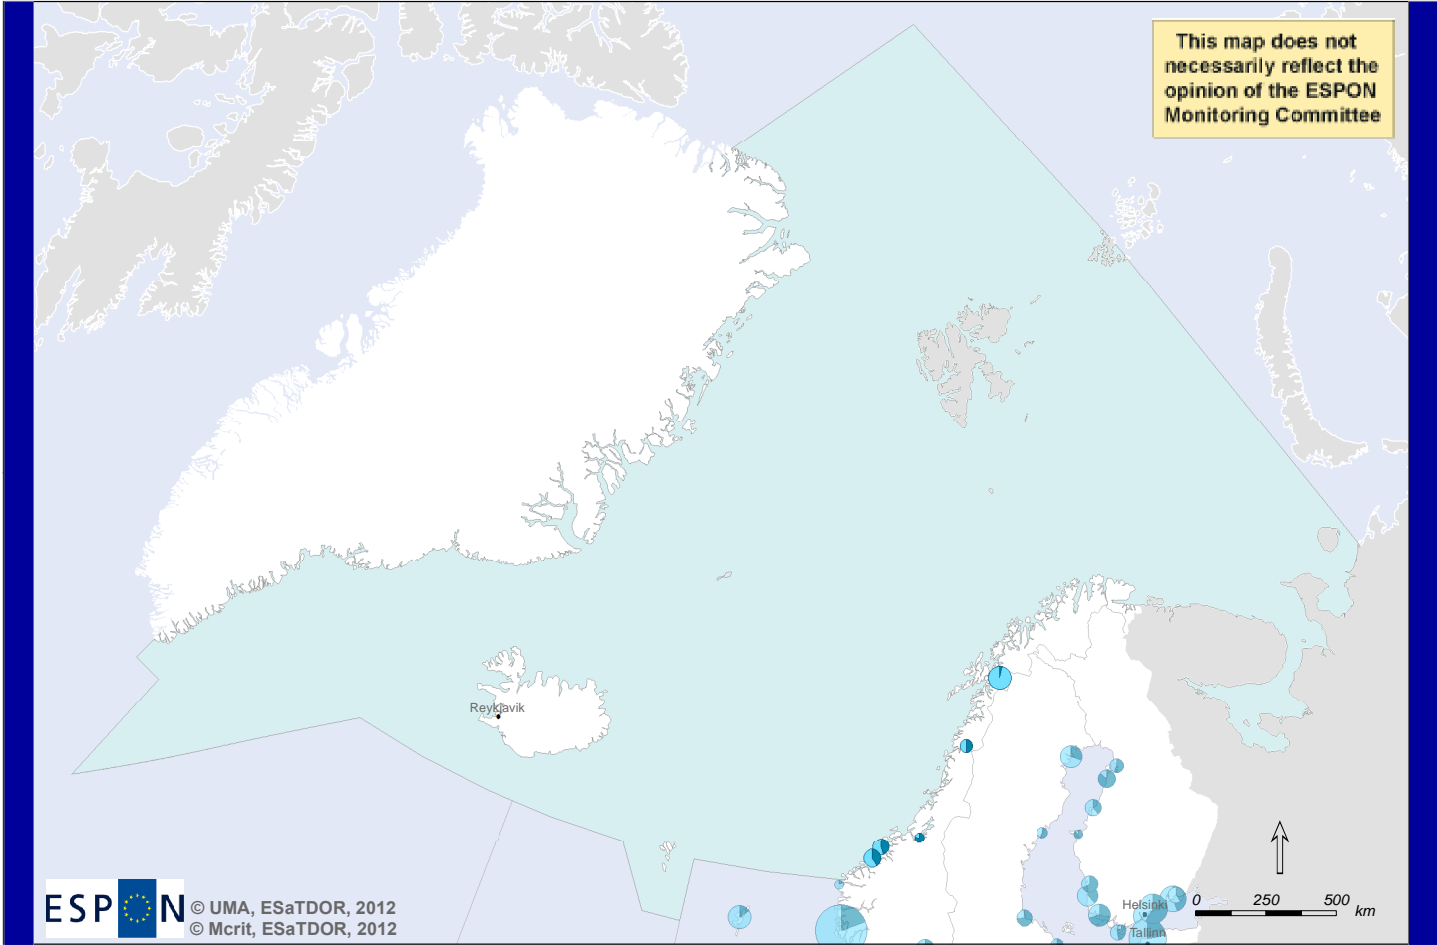 This map does not
necessarily reflect the
opinion of the ESPON
Monitoring Committee
Reykjavik
Helsinki
Tallinn
0 250 500
km
ESPON
© UMA, ESaTDOR, 2012
© Mcrit, ESaTDOR, 2012